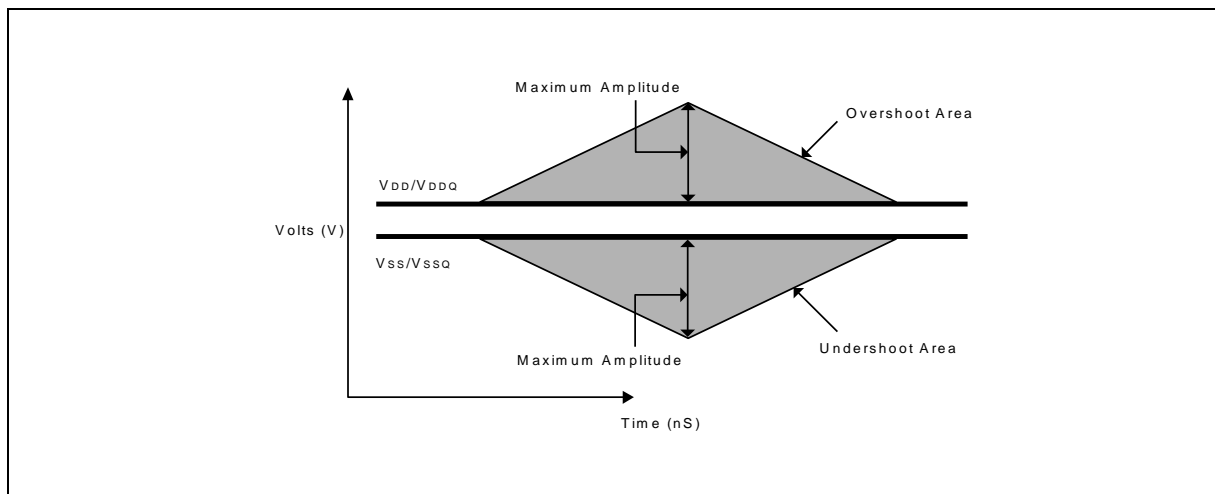 Maximum Amplitude
Overshoot Area
VDD/VDDQ
Volts (V)
VSS/VSSQ
Maximum Amplitude
Undershoot Area
Time (nS)